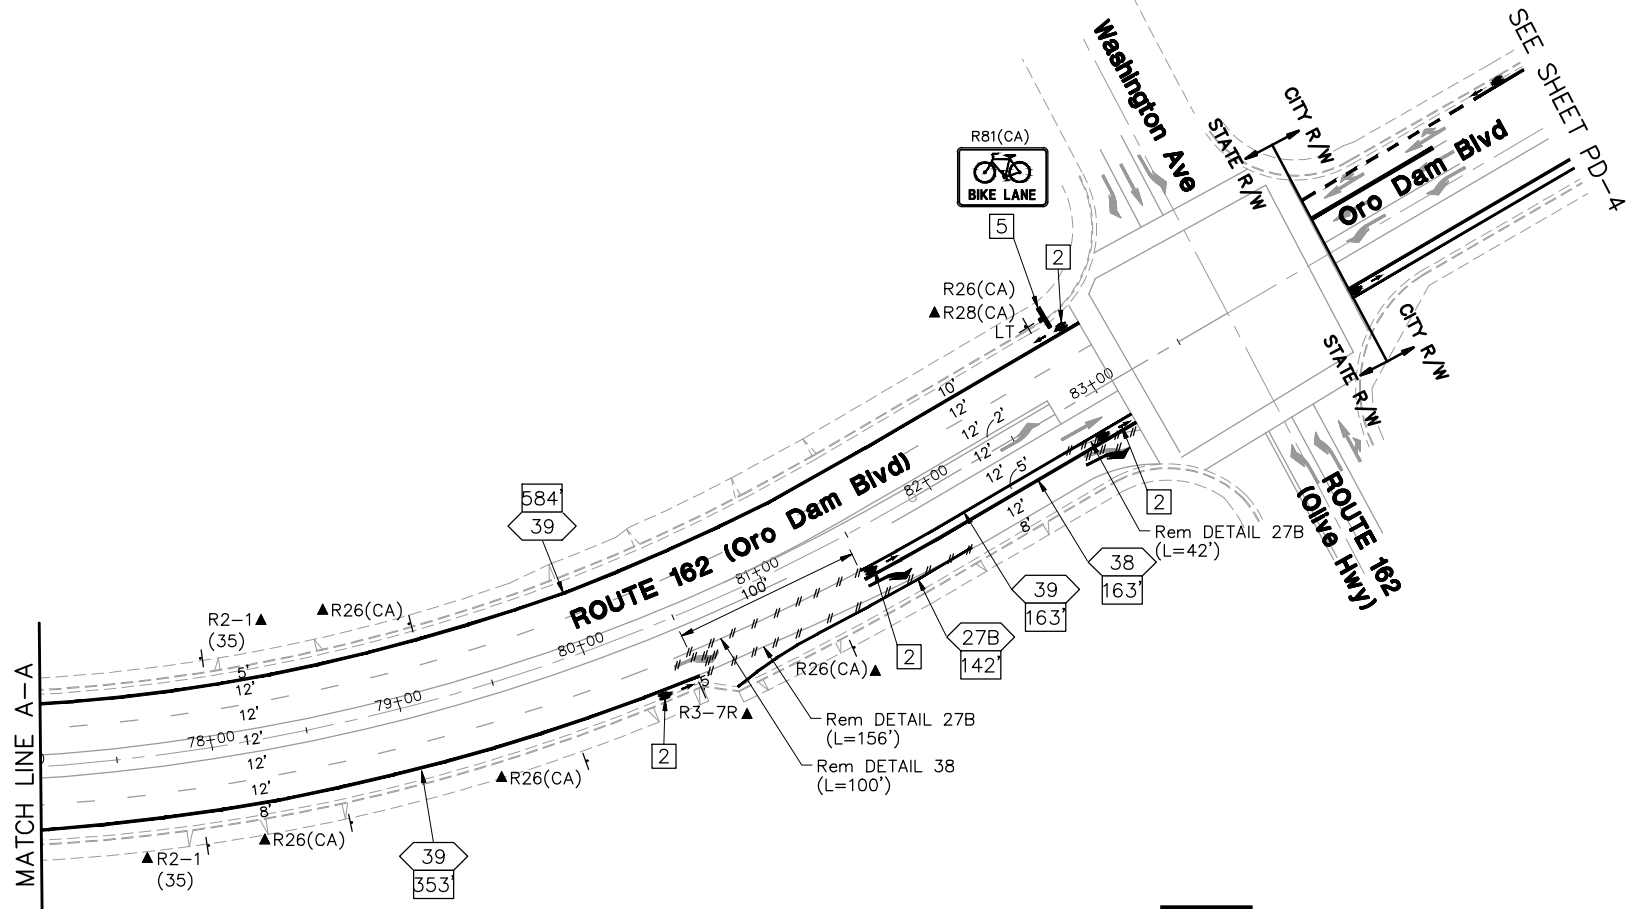 SEE SHEET PD-4
Washington Ave
CITY R/W
STATE R/W
Oro Dam Blvd
R81(CA)
BIKE LANE
5
2
R26(CA)
▲R28(CA)
LT
CITY R/W
STATE R/W
83+00
10'
12'
2'
12'
12'
12'
5'
12'
8'
82+00
ROUTE 162 (Oro Dam Blvd)
584'
39
2
Rem DETAIL 27B
(L=42')
ROUTE 162
(Olive Hwy)
38
163'
39
163'
27B
142'
2
81+00
100'
80+00
R2-1▲
(35)
▲R26(CA)
R26(CA)▲
5'
12'
12'
12'
12'
12'
8'
79+00
78+00
5'
R3-7R▲
2
Rem DETAIL 27B
(L=156')
Rem DETAIL 38
(L=100')
▲R26(CA)
▲R26(CA)
▲R2-1
(35)
39
353'
MATCH LINE A-A